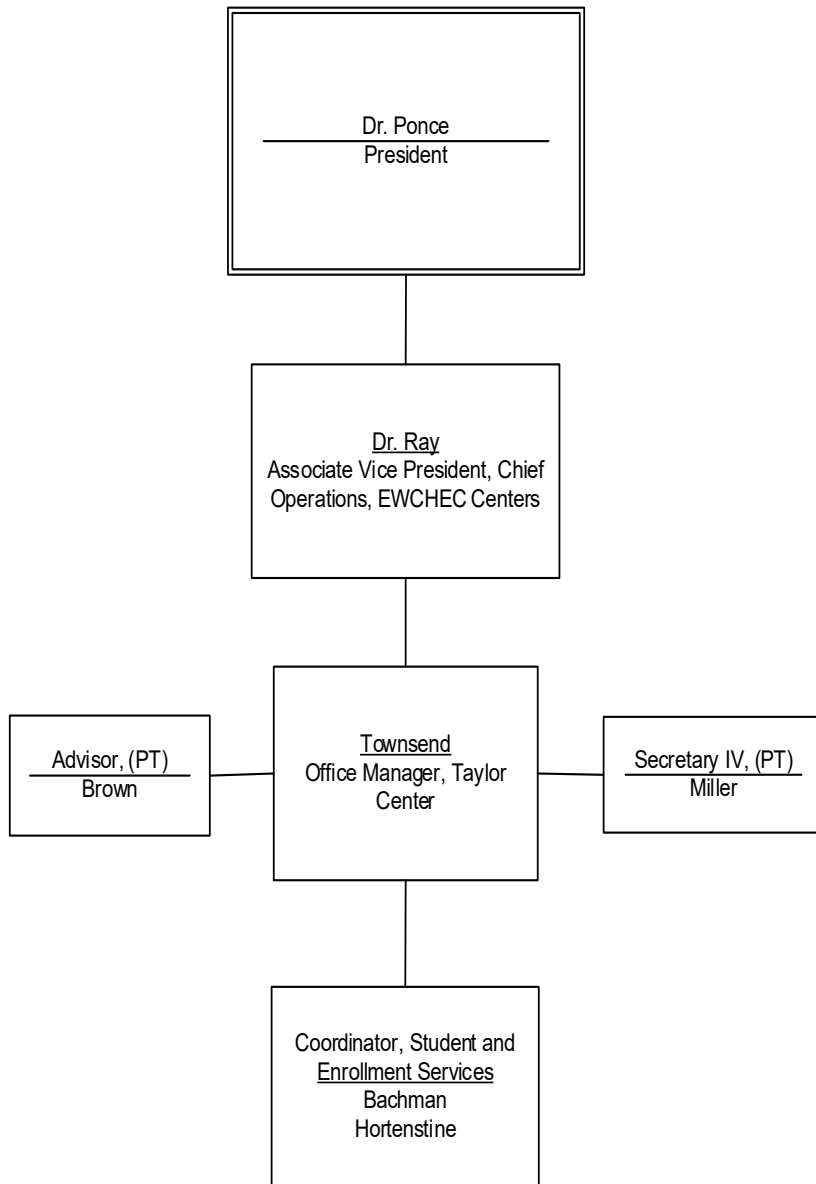 Dr. Ponce
President
Dr. Ray
Associate Vice President, Chief
Operations, EWCHEC Centers
Advisor, (PT)
Brown
Townsend
Office Manager, Taylor
Center
Secretary IV, (PT)
Miller
Coordinator, Student and
Enrollment Services
Bachman
Hortenstine